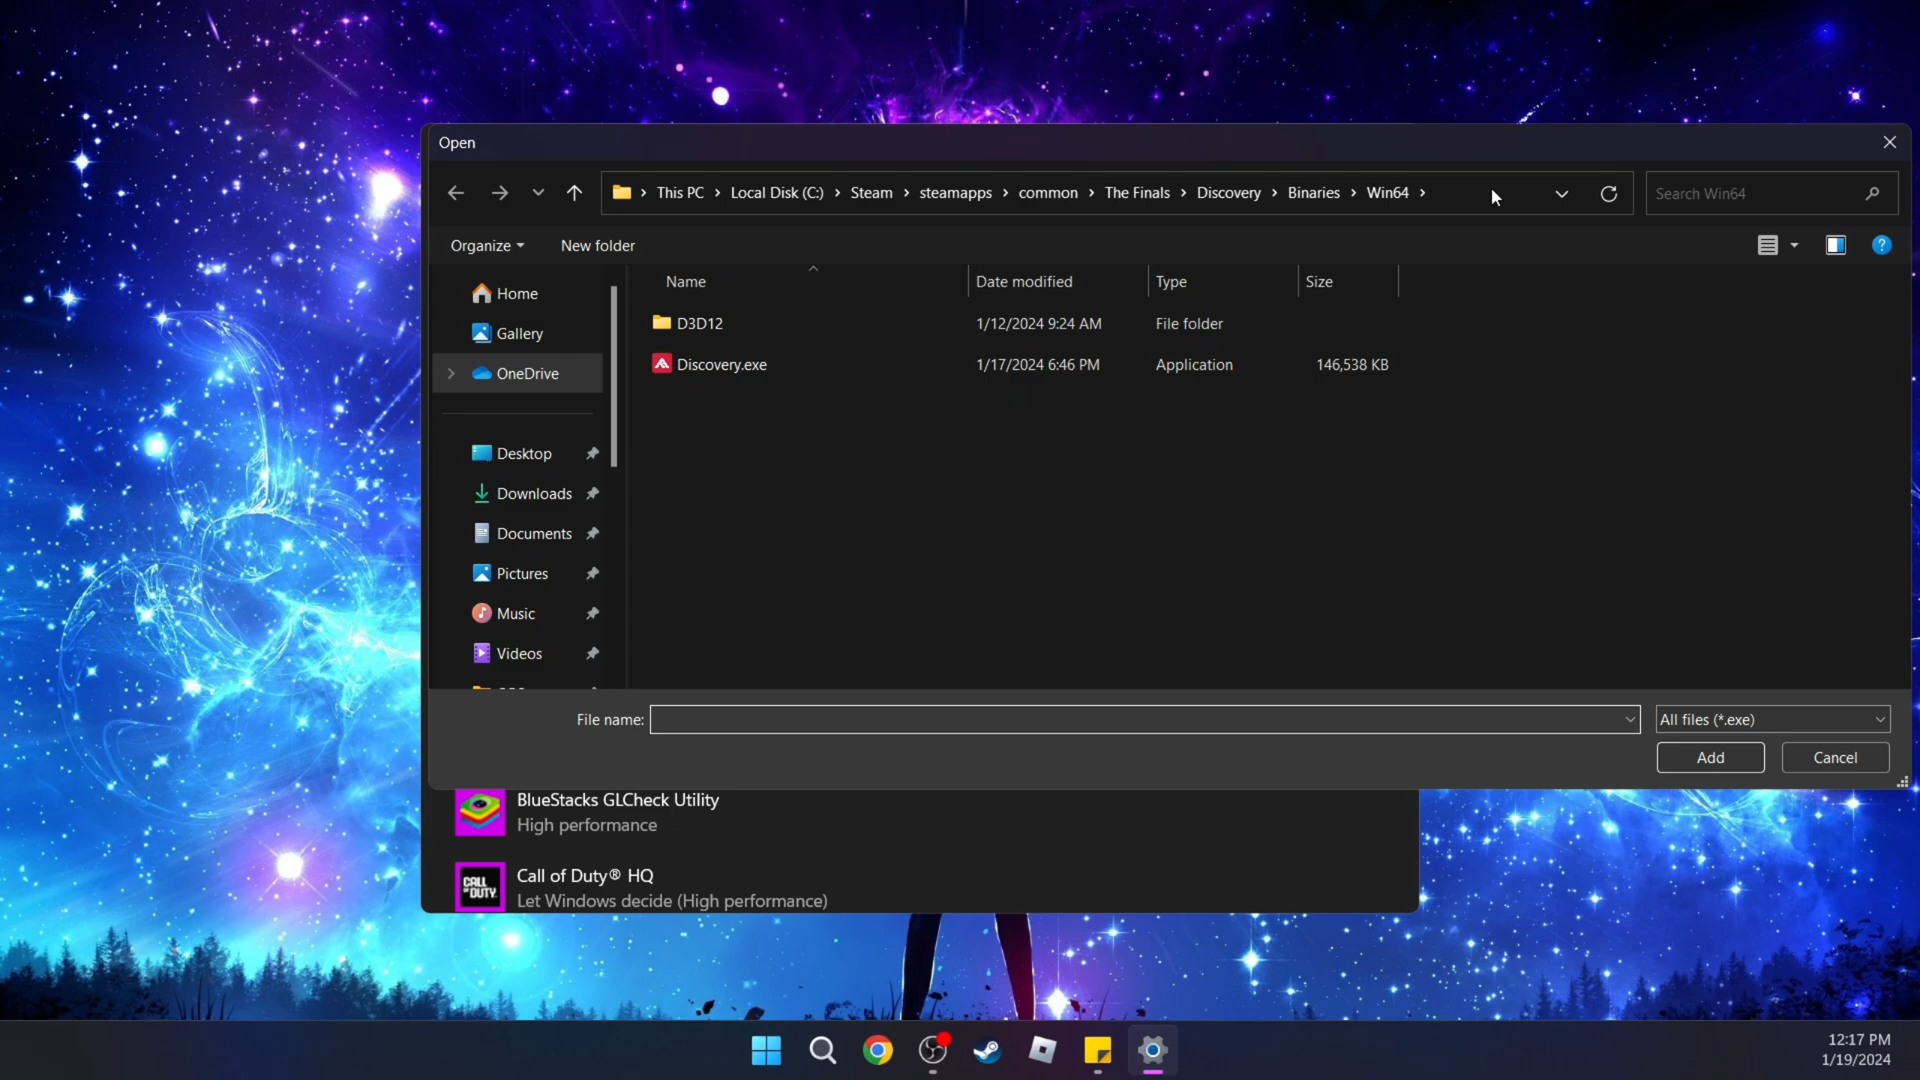 Open
This PC > Local Disk (C:) > Steam > steamapps > common > The Finals > Discovery > Binaries > Win64 >
Search Win64
Organize
New folder
?
Name
Date modified
Type
Size
Home
Gallery
OneDrive
Desktop
Downloads
Documents
Pictures
Music
Videos
D3D12
1/12/2024 9:24 AM
File folder
Discovery.exe
1/17/2024 6:46 PM
Application
146,538 KB
File name:
All files (*.exe)
Add
Cancel
BlueStacks GLCheck Utility
High performance
CALL OF DUTY
Call of Duty® HQ
Let Windows decide (High performance)
12:17 PM
1/19/2024